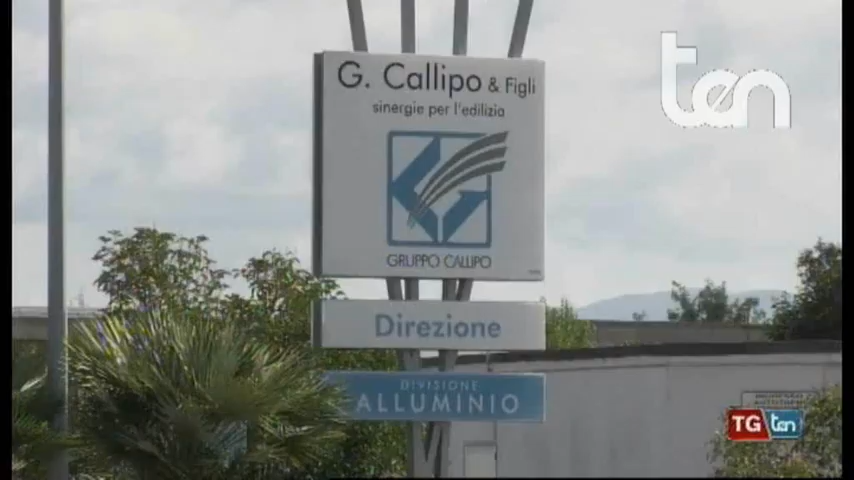 ten
G. Callipo & Figli
sinergie per l'edilizia
GRUPPO CALLIPO
Direzione
DIVISIONE
ALLUMINIO
TG ten